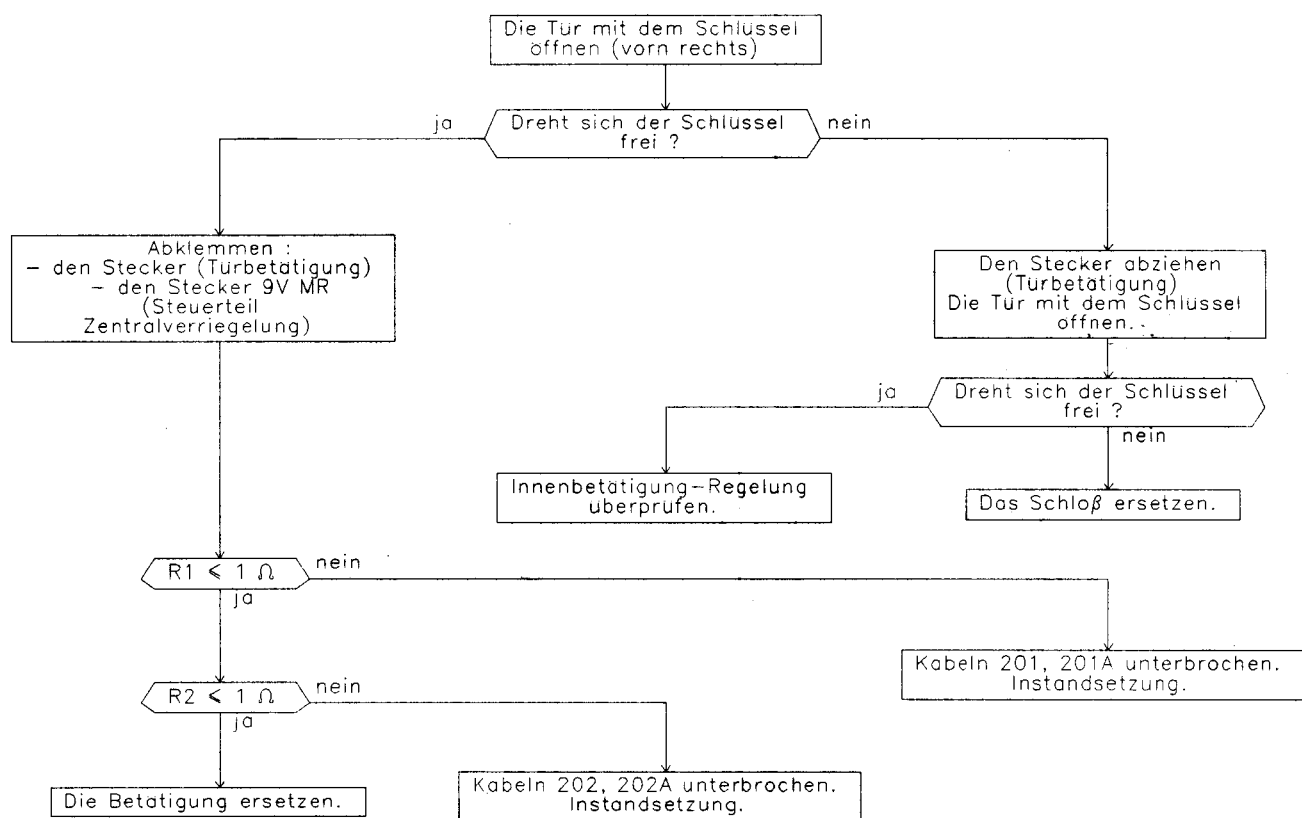 Die Tür mit dem Schlüssel
öffnen (vorn rechts)
ja
Dreht sich der Schlüssel
frei ?
nein
Abklemmen :
– den Stecker (Türbetätigung)
– den Stecker 9V MR
(Steuerteil
Zentralverriegelung)
Den Stecker abziehen
(Türbetätigung)
Die Tür mit dem Schlüssel
öffnen.
ja
Dreht sich der Schlüssel
frei ?
nein
Innenbetätigung–Regelung
überprüfen.
Das Schloß ersetzen.
R1 ⩽ 1 Ω
nein
ja
Kabeln 201, 201A unterbrochen.
Instandsetzung.
R2 ⩽ 1 Ω
nein
ja
Die Betätigung ersetzen.
Kabeln 202, 202A unterbrochen.
Instandsetzung.